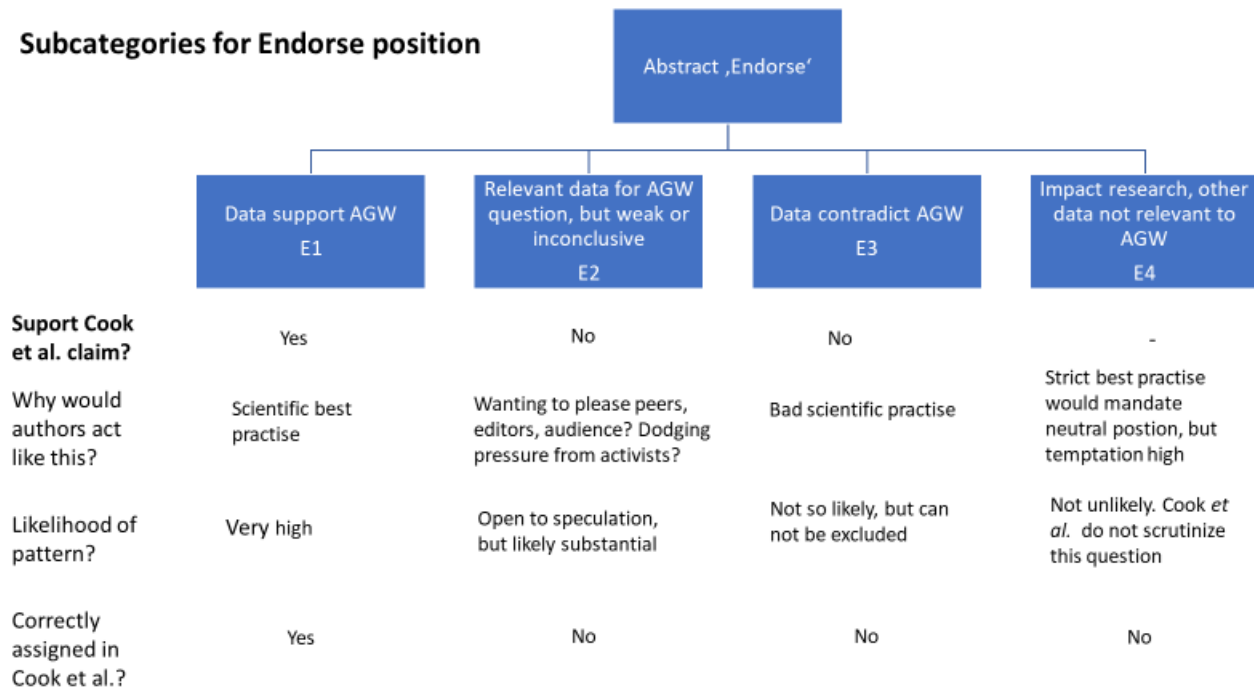 Subcategories for Endorse position
Abstract ‚Endorse‘
Data support AGW
E1
Relevant data for AGW
question, but weak or
inconclusive
E2
Data contradict AGW
E3
Impact research, other
data not relevant to
AGW
E4
Suport Cook
et al. claim?
Yes
No
No
-
Why would
authors act
like this?
Scientific best
practise
Wanting to please peers,
editors, audience? Dodging
pressure from activists?
Bad scientific practise
Strict best practise
would mandate
neutral postion, but
temptation high
Likelihood of
pattern?
Very high
Open to speculation,
but likely substantial
Not so likely, but can
not be excluded
Not unlikely. Cook et
al. do not scrutinize
this question
Correctly
assigned in
Cook et al.?
Yes
No
No
No